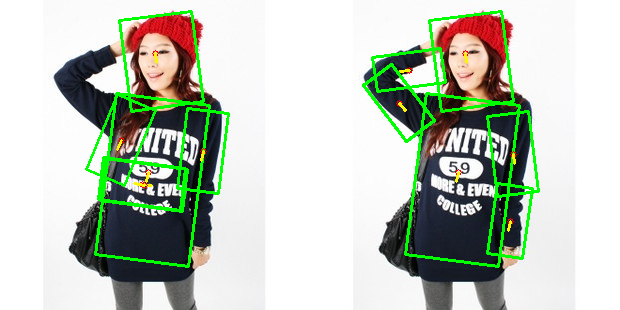 UNITED
59
MORE & EVEN
COLLEGE
UNITED
59
MORE & EVEN
COLLEGE